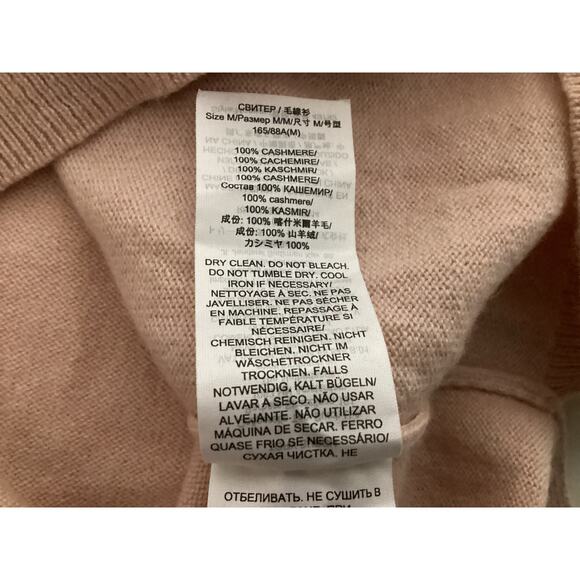 СВИТЕР / 毛線衫
Size M/Размер M/M/尺寸 M/号型
165/88A(M)
100% CASHMERE/
100% CACHEMIRE/
100% KASCHMIR/
100% CASHMERE/
Состав 100% КАШЕМИР/
100% cashmere/
100% KASMIR/
成份: 100% 喀什米爾羊毛/
成份: 100% 山羊绒/
カシミヤ 100%
DRY CLEAN. DO NOT BLEACH.
DO NOT TUMBLE DRY. COOL
IRON IF NECESSARY/
NETTOYAGE À SEC. NE PAS
JAVELLISER. NE PAS SÉCHER
EN MACHINE. REPASSAGE À
FAIBLE TEMPÉRATURE SI
NÉCESSAIRE/
CHEMISCH REINIGEN. NICHT
BLEICHEN. NICHT IM
WÄSCHETROCKNER
TROCKNEN. FALLS
NOTWENDIG, KALT BÜGELN/
LAVAR À SECO. NÃO USAR
ALVEJANTE. NÃO UTILIZAR
MÁQUINA DE SECAR. FERRO
QUASE FRIO SE NECESSÁRIO/
СУХАЯ ЧИСТКА. НЕ
ОТБЕЛИВАТЬ. НЕ СУШИТЬ В